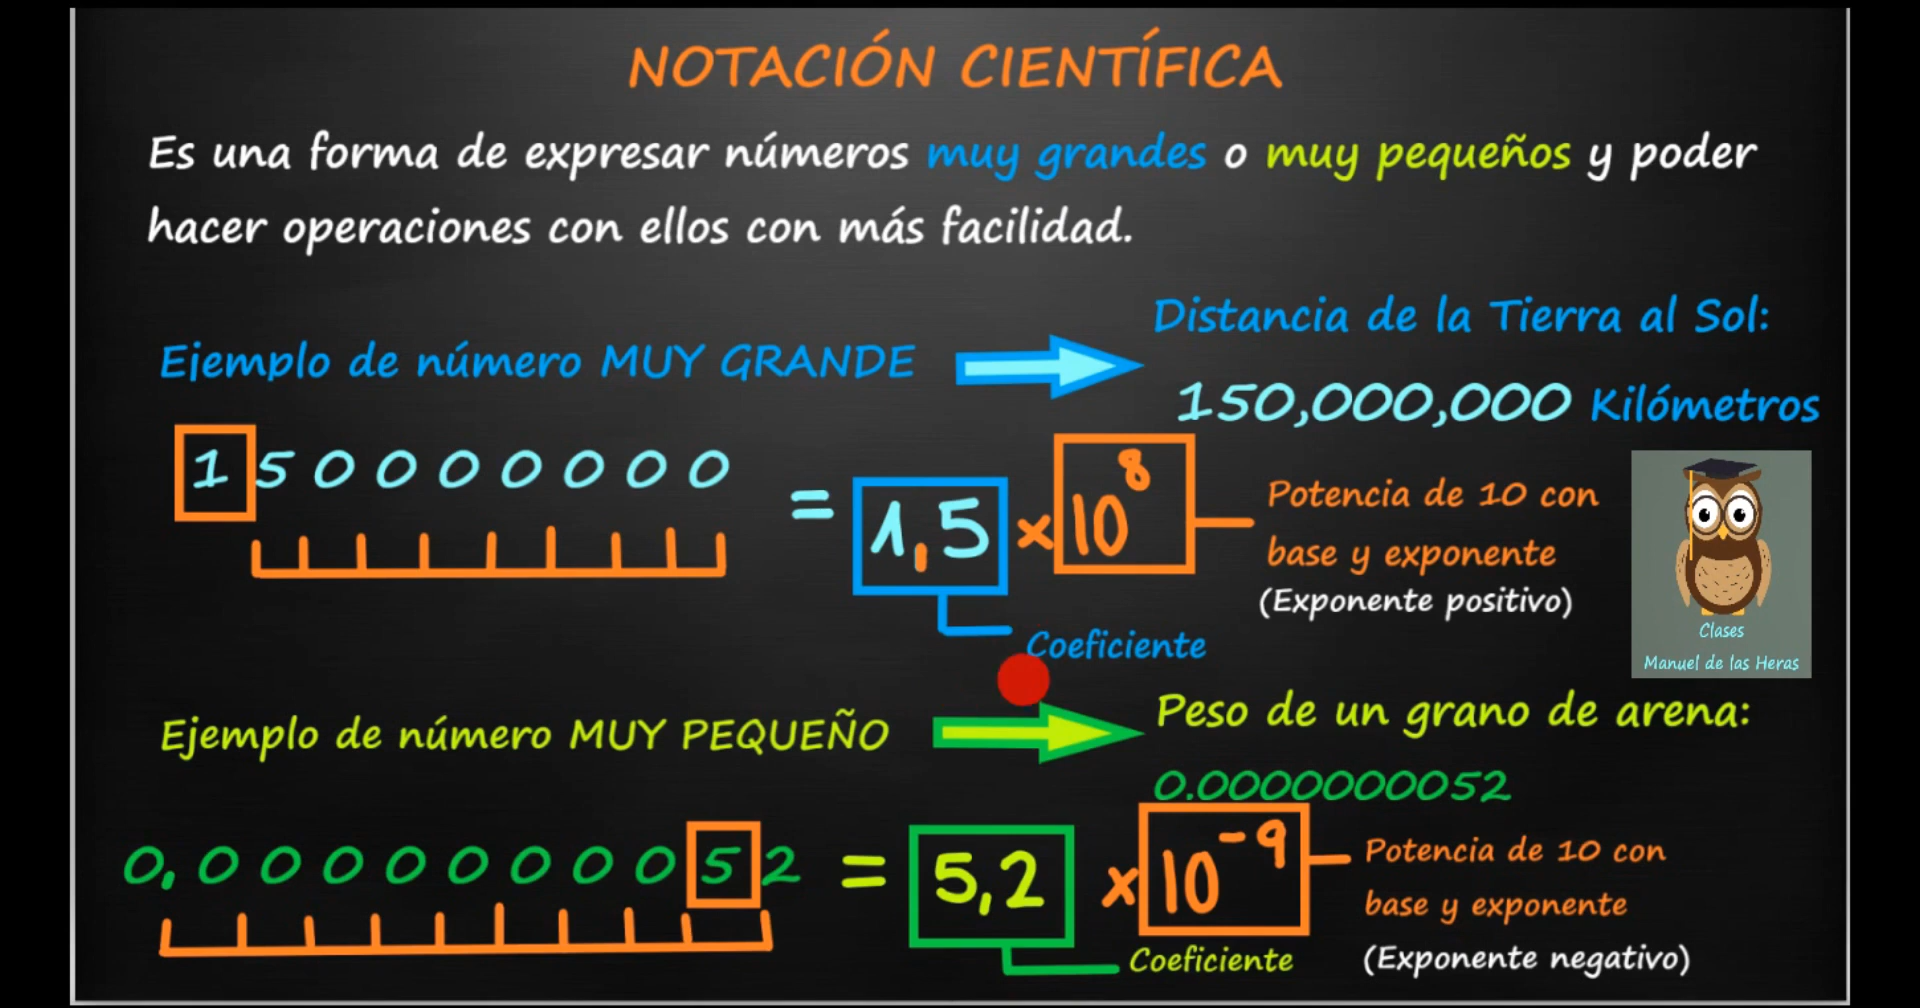 NOTACIÓN CIENTÍFICA
Es una forma de expresar números muy grandes o muy pequeños y poder
hacer operaciones con ellos con más facilidad.
Ejemplo de número MUY GRANDE
Distancia de la Tierra al Sol:
150,000,000 Kilómetros
1 5 0 0 0 0 0 0 0 = 1,5 × 10⁸
Potencia de 10 con
base y exponente
(Exponente positivo)
Coeficiente
Clases
Manuel de las Heras
Ejemplo de número MUY PEQUEÑO
Peso de un grano de arena:
0.0000000052
0, 0 0 0 0 0 0 0 0 5 2 = 5,2 × 10⁻⁹
Potencia de 10 con
base y exponente
(Exponente negativo)
Coeficiente